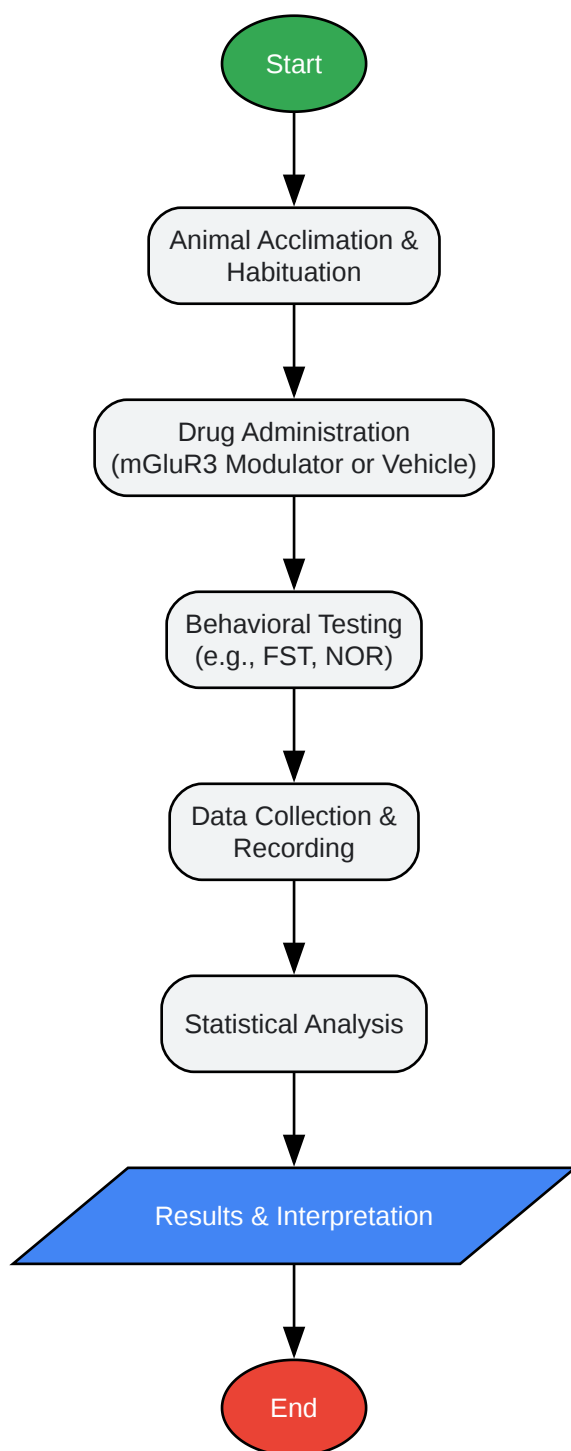 Start
Animal Acclimation &
Habituation
Drug Administration
(mGluR3 Modulator or Vehicle)
Behavioral Testing
(e.g., FST, NOR)
Data Collection &
Recording
Statistical Analysis
Results & Interpretation
End